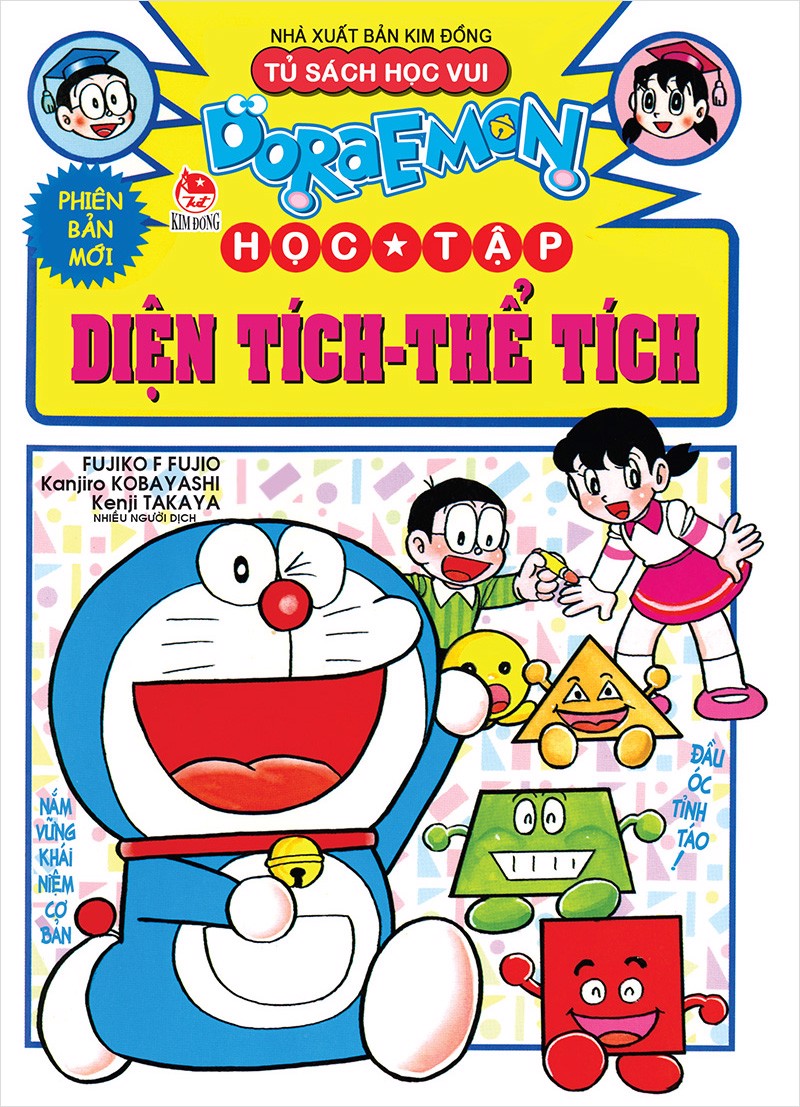 NHÀ XUẤT BẢN KIM ĐỒNG
TỦ SÁCH HỌC VUI
DORAEMON
PHIÊN
BẢN
MỚI
KIM ĐỒNG
HỌC★TẬP
DIỆN TÍCH-THỂ TÍCH
FUJIKO F FUJIO
Kanjiro KOBAYASHI
Kenji TAKAYA
NHIỀU NGƯỜI DỊCH
ĐẦU
ÓC
TỈNH
TÁO!
NẮM
VỮNG
KHÁI
NIỆM
CƠ
BẢN